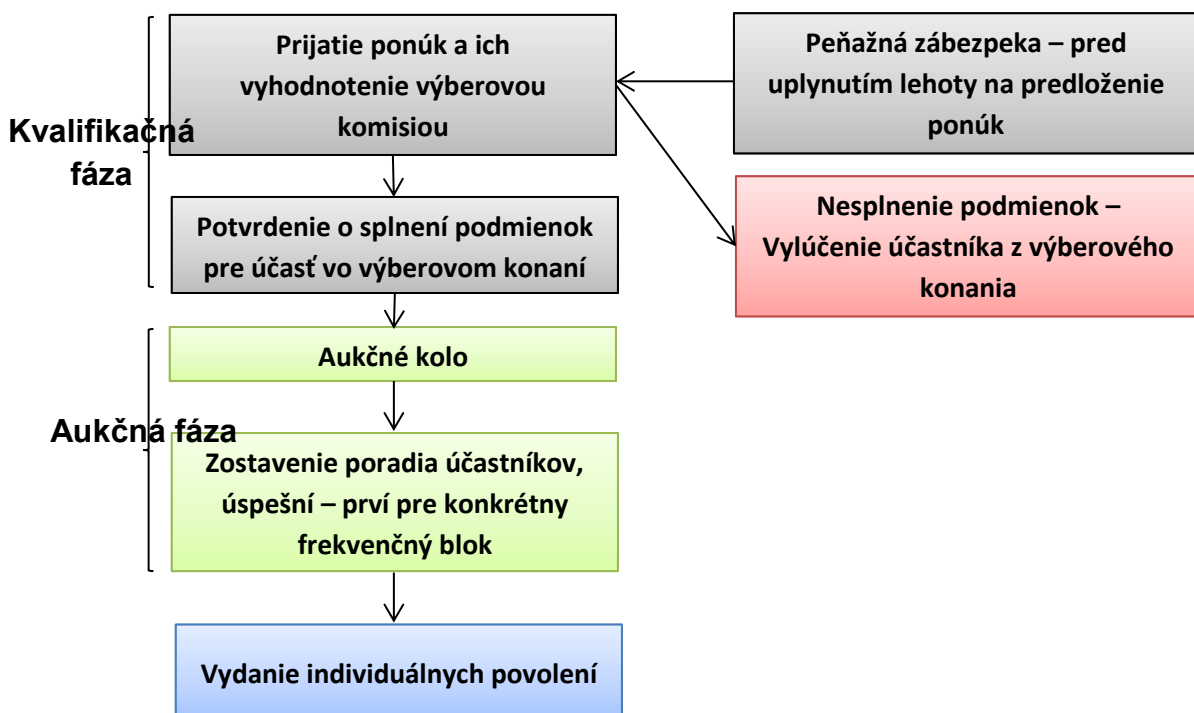 Prijatie ponúk a ich
vyhodnotenie výberovou
komisiou
Peňažná zábezpeka – pred
uplynutím lehoty na predloženie
ponúk
Kvalifikačná
fáza
Nesplnenie podmienok –
Vylúčenie účastníka z výberového
konania
Potvrdenie o splnení podmienok
pre účasť vo výberovom konaní
Aukčné kolo
Aukčná fáza
Zostavenie poradia účastníkov,
úspešní – prví pre konkrétny
frekvenčný blok
Vydanie individuálnych povolení